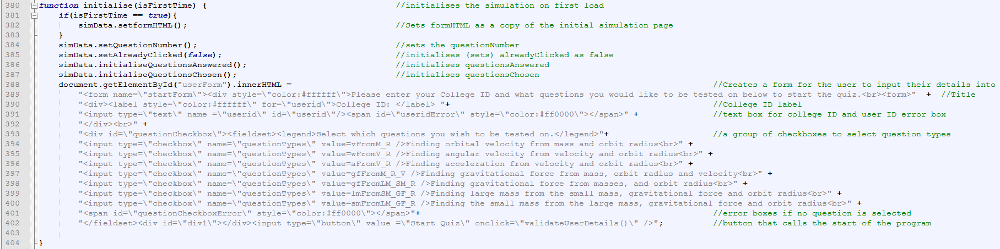 380 function initialise(isFirstTime) { //initialises the simulation on first load
381 if(isFirstTime == true){
382 simData.setformHTML(); //Sets formHTML as a copy of the initial simulation page
383 }
384 simData.setQuestionNumber(); //sets the questionNumber
385 simData.setAlreadyClicked(false); //initialises (sets) alreadyClicked as false
386 simData.initialiseQuestionsAnswered(); //initialises questionsAnswered
387 simData.initialiseQuestionsChosen(); //initialises questionsChosen
388 document.getElementById("userForm").innerHTML = //Creates a form for the user to input their details into
389 "<form name=\"startForm\"><div style=\"color:#ffffff\">Please enter your College ID and what questions you would like to be tested on below to start the quiz.<br><form>" + //Title
390 "<div><label style=\"color:#ffffff\" for=\"userid\">College ID: </label> "+ //College ID label
391 "<input type=\"text\" name =\"userid\" id=\"userid\"/><span id=\"useridError\" style=\"color:#ff0000\"></span>" + //text box for college ID and user ID error box
392 "</div><br>" +
393 "<div id=\"questionCheckbox\"><fieldset><legend>Select which questions you wish to be tested on.</legend>"+ //a group of checkboxes to select question types
394 "<input type=\"checkbox\" name=\"questionTypes\" value=vFromM_R />Finding orbital velocity from mass and orbit radius<br>" +
395 "<input type=\"checkbox\" name=\"questionTypes\" value=wFromV_R />Finding angular velocity from velocity and orbit radius<br>" +
396 "<input type=\"checkbox\" name=\"questionTypes\" value=aFromV_R />Finding acceleration from velocity and orbit radius<br>" +
397 "<input type=\"checkbox\" name=\"questionTypes\" value=gfFromM_R_V />Finding gravitational force from mass, orbit radius and velocity<br>" +
398 "<input type=\"checkbox\" name=\"questionTypes\" value=gfFromLM_SM_R />Finding gravitational force from masses, and orbit radius<br>" +
399 "<input type=\"checkbox\" name=\"questionTypes\" value=lmFromSM_GF_R />Finding large mass from the small mass, gravitational force and orbit radius<br>" +
400 "<input type=\"checkbox\" name=\"questionTypes\" value=smFromLM_GF_R />Finding the small mass from the large mass, gravitational force and orbit radius<br>" +
401 "<span id=\"questionCheckboxError\" style=\"color:#ff0000\"></span>"+ //error boxes if no question is selected
402 "</fieldset><div id=\"div1\"></div><input type=\"button\" value =\"Start Quiz\" onclick=\"validateUserDetails()\" />"; //button that calls the start of the program
403
404 }